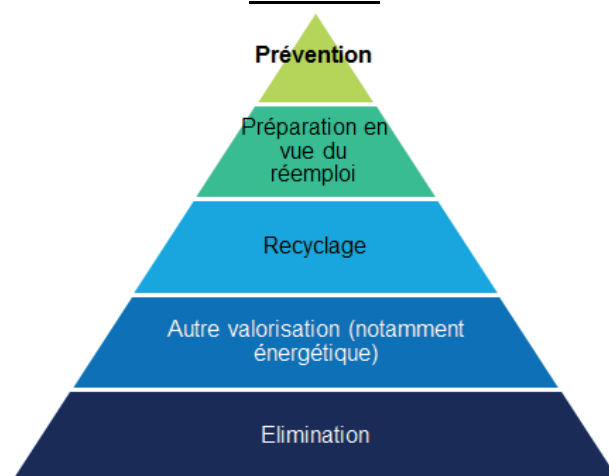 Prévention
Préparation en
vue du
réemploi
Recyclage
Autre valorisation (notamment
énergétique)
Elimination